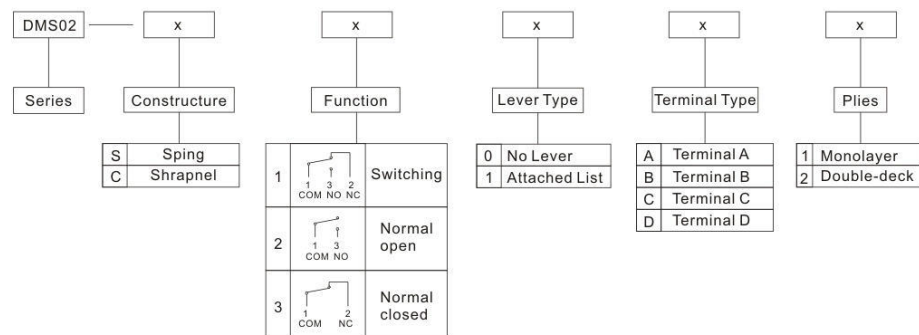 DMS02 x x x x x
Series Constructure Function Lever Type Terminal Type Plies
S Sping
C Shrapnel
1 1 3 2 Switching
COM NO NC
2 1 3 Normal open
COM NO
3 1 2 Normal closed
COM NC
0 No Lever
1 Attached List
A Terminal A
B Terminal B
C Terminal C
D Terminal D
1 Monolayer
2 Double-deck